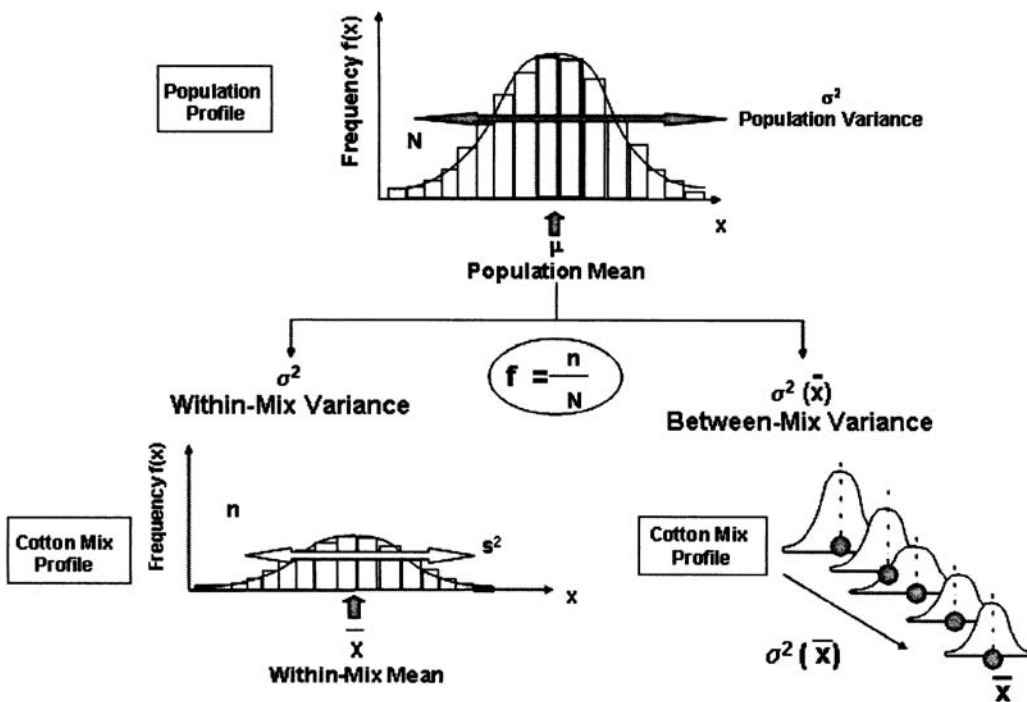 Population
Profile
Frequency f(x)
N
σ²
Population Variance
x
μ
Population Mean
σ²
Within-Mix Variance
f = n
N
σ² (x̄)
Between-Mix Variance
Cotton Mix
Profile
Frequency f(x)
n
s²
x
x̄
Within-Mix Mean
Cotton Mix
Profile
σ² (x̄)
x̄